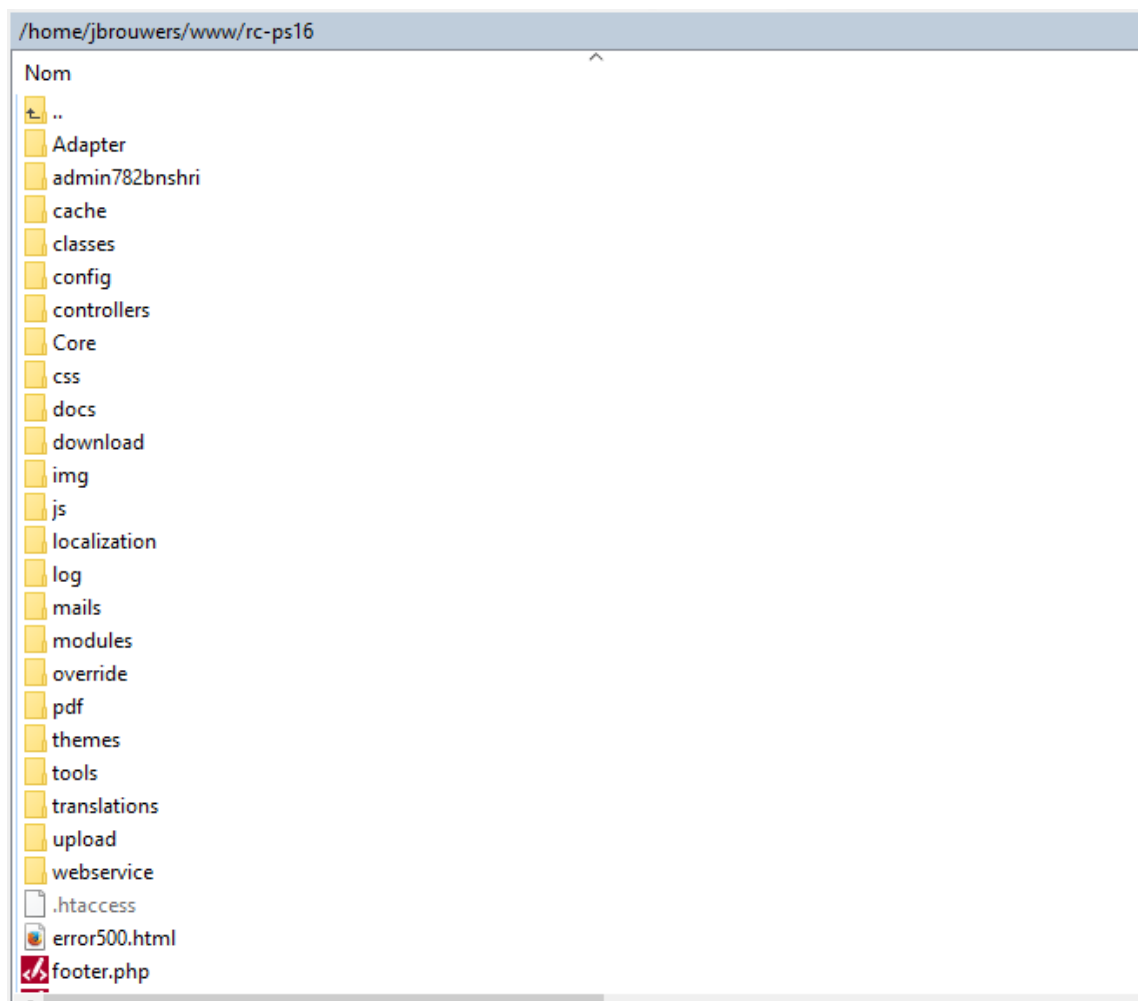 /home/jbrouwers/www/rc-ps16
Nom
..
Adapter
admin782bnshri
cache
classes
config
controllers
Core
css
docs
download
img
js
localization
log
mails
modules
override
pdf
themes
tools
translations
upload
webservice
.htaccess
error500.html
footer.php